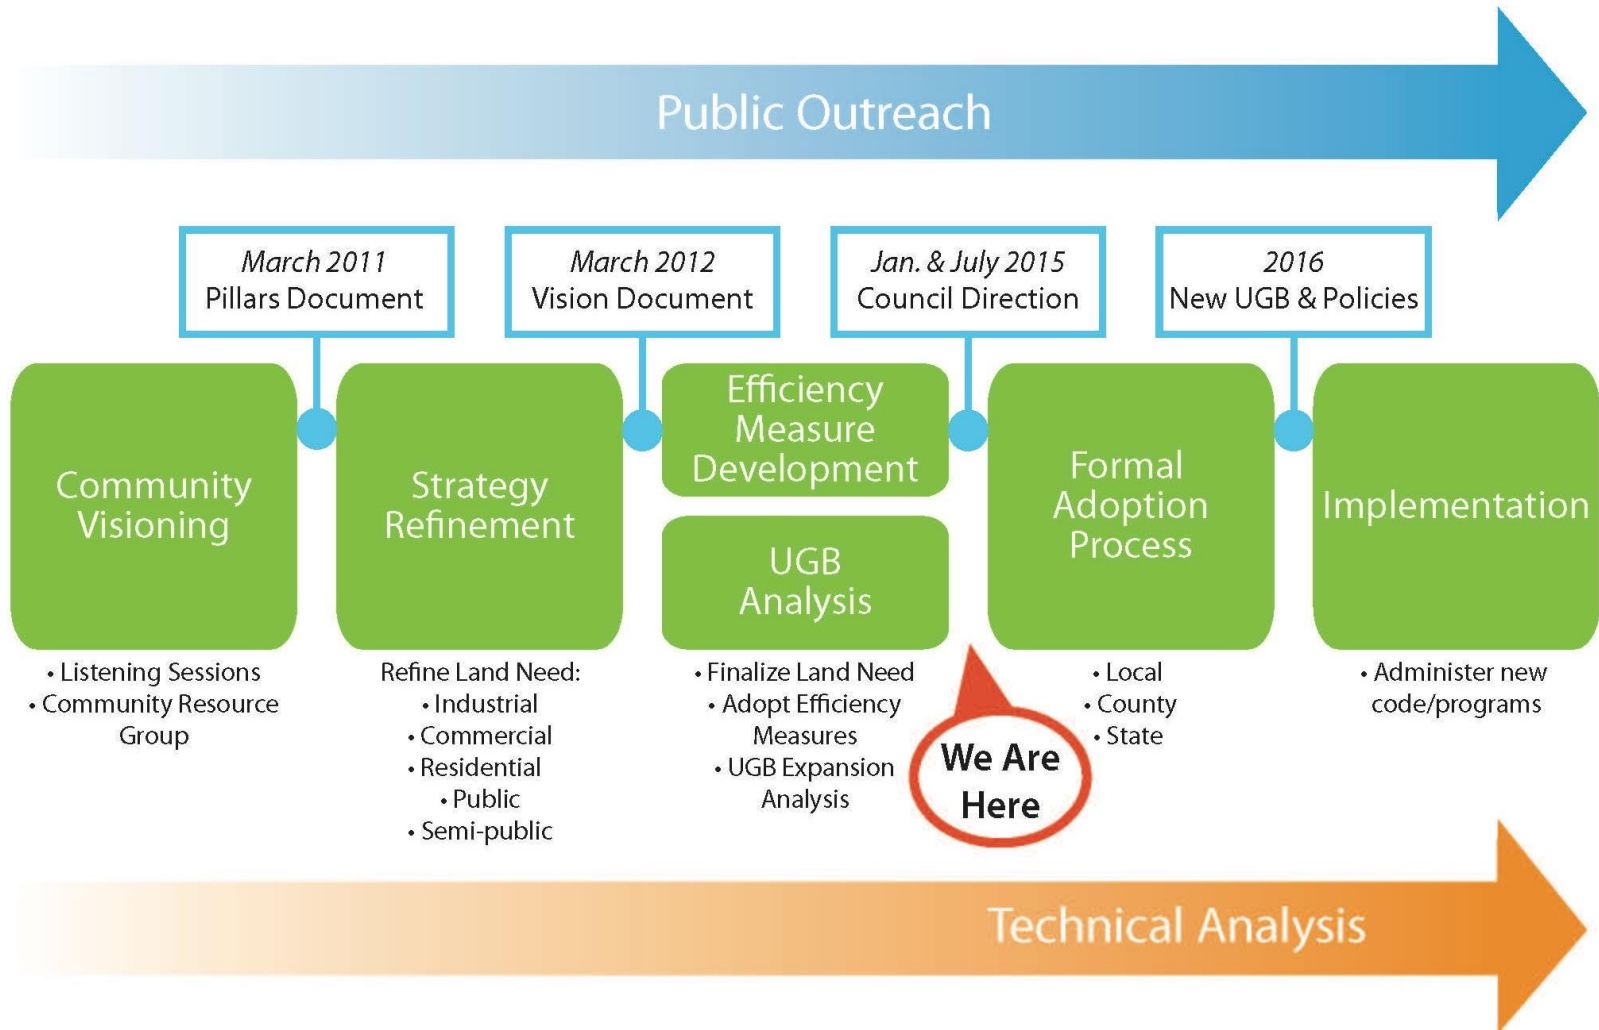 Public Outreach
March 2011
Pillars Document
March 2012
Vision Document
Jan. & July 2015
Council Direction
2016
New UGB & Policies
Community
Visioning
Strategy
Refinement
Efficiency
Measure
Development
UGB
Analysis
Formal
Adoption
Process
Implementation
• Listening Sessions
• Community Resource
Group
Refine Land Need:
• Industrial
• Commercial
• Residential
• Public
• Semi-public
• Finalize Land Need
• Adopt Efficiency
Measures
• UGB Expansion
Analysis
We Are
Here
• Local
• County
• State
• Administer new
code/programs
Technical Analysis